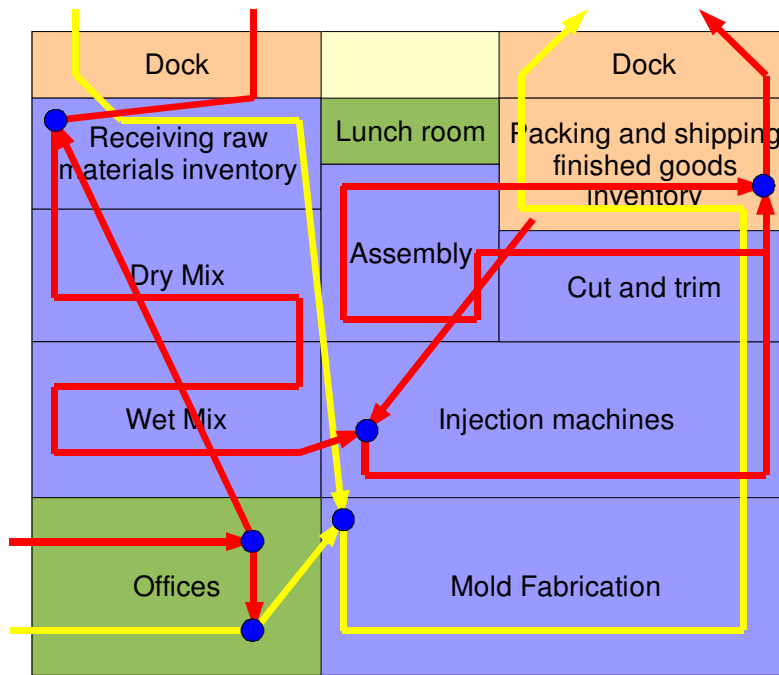 Dock
Dock
Receiving raw
materials inventory
Lunch room
Packing and shipping
finished goods
inventory
Dry Mix
Assembly
Cut and trim
Wet Mix
Injection machines
Offices
Mold Fabrication